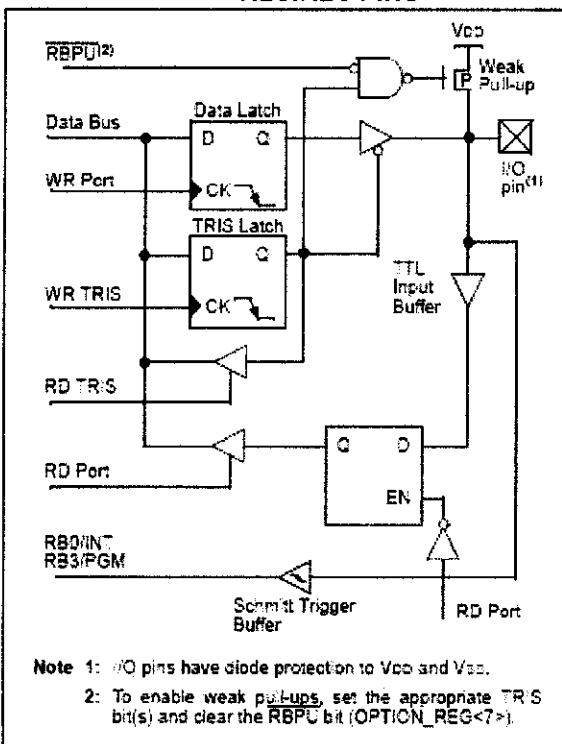 VDD
RBPU(2)
Weak
Pull-up
P
Data Latch
Data Bus
D Q
I/O
pin(1)
WR Port
CK
TRIS Latch
D Q
TTL
Input
Buffer
WR TRIS
CK
RD TRIS
Q D
RD Port
EN
RB0/INT
RB3/PGM
Schmitt Trigger
Buffer
RD Port
Note 1: I/O pins have diode protection to VDD and VSS.
2: To enable weak pull-ups, set the appropriate TRIS
bit(s) and clear the RBPU bit (OPTION_REG<7>).